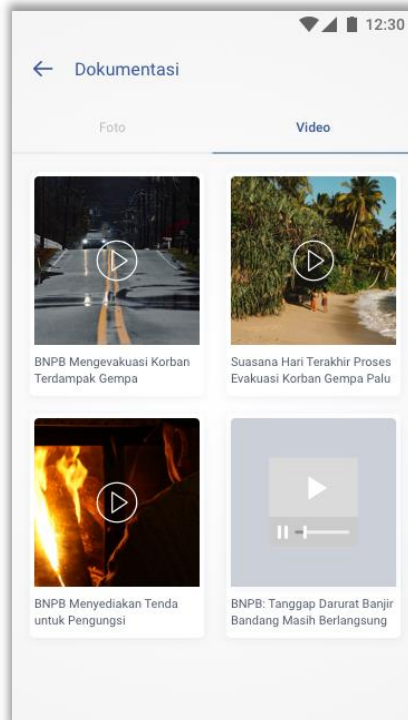 12:30
Dokumentasi
Foto
Video
BNPB Mengevakuasi Korban
Terdampak Gempa
Suasana Hari Terakhir Proses
Evakuasi Korban Gempa Palu
BNPB Menyediakan Tenda
untuk Pengungsi
BNPB: Tanggap Darurat Banjir
Bandang Masih Berlangsung